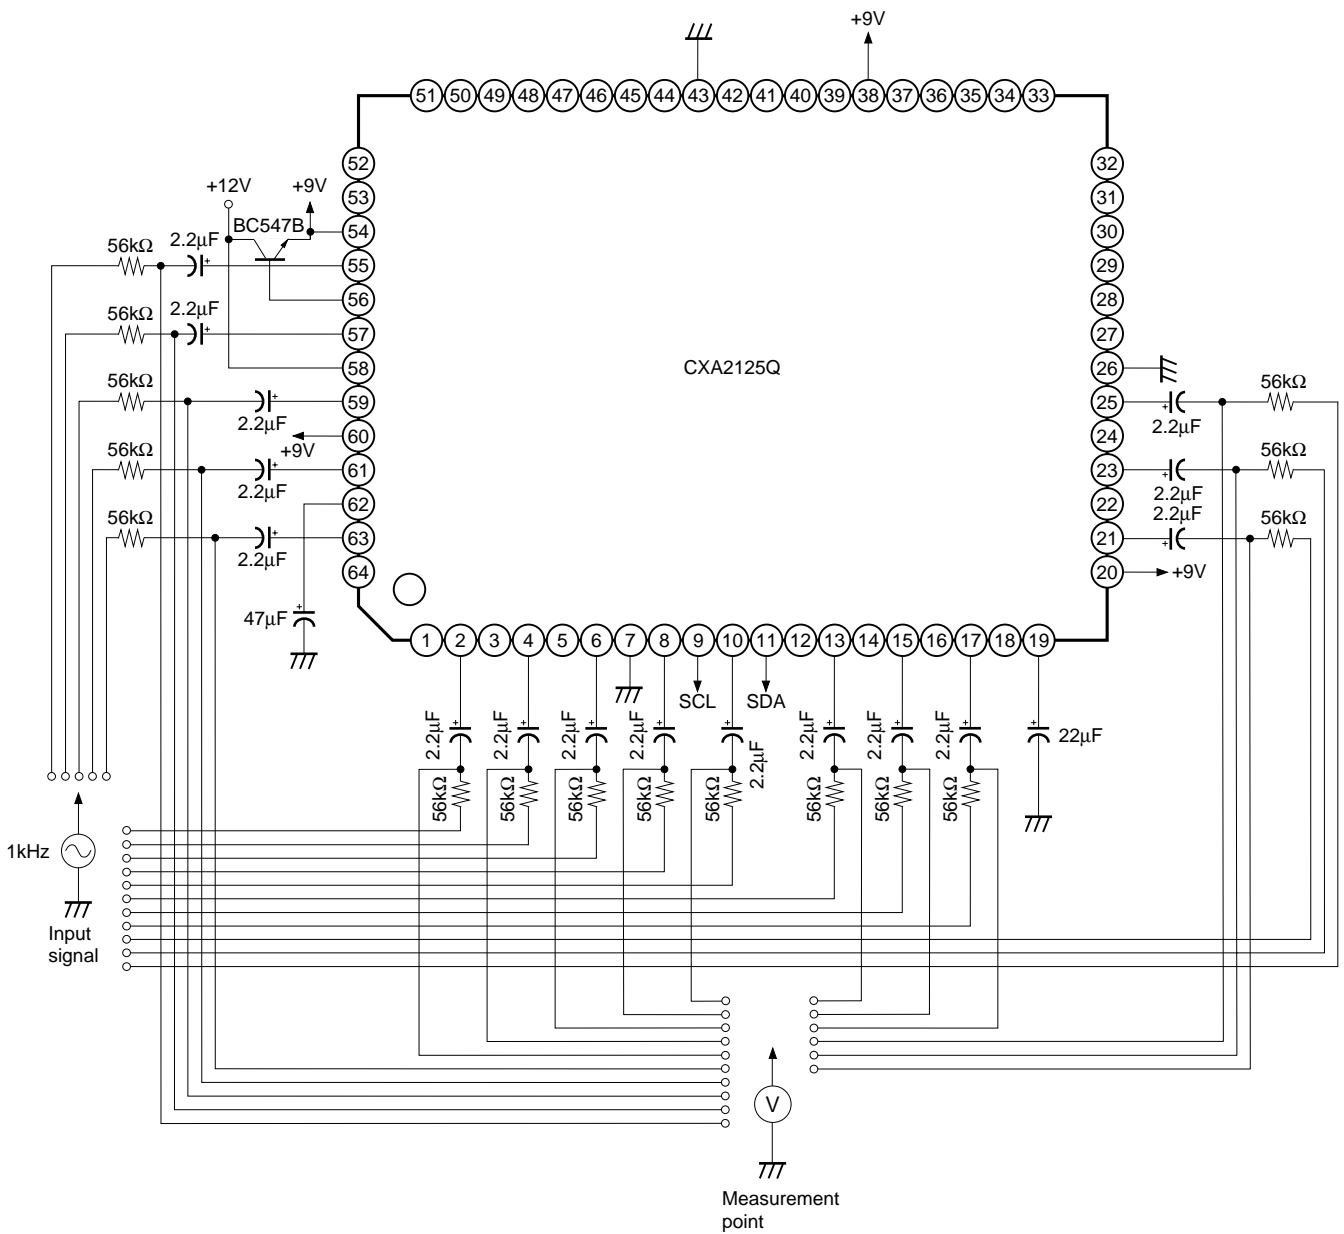 +9V
51 50 49 48 47 46 45 44 43 42 41 40 39 38 37 36 35 34 33
52
32
53
31
+12V +9V
BC547B
54
30
56kΩ 2.2μF
55
29
56
28
56kΩ 2.2μF
57
27
58
CXA2125Q
26
56kΩ
59
2.2μF
25
2.2μF
56kΩ
60
+9V
24
56kΩ
61
2.2μF
23
2.2μF
56kΩ
62
22
2.2μF
56kΩ
63
2.2μF
21
56kΩ
64
20
+9V
47μF
1 2 3 4 5 6 7 8 9 10 11 12 13 14 15 16 17 18 19
SCL SDA
2.2μF 2.2μF 2.2μF 2.2μF 2.2μF 2.2μF 2.2μF 2.2μF 22μF
56kΩ 56kΩ 56kΩ 56kΩ 56kΩ 56kΩ 56kΩ 56kΩ
1kHz
Input
signal
V
Measurement
point